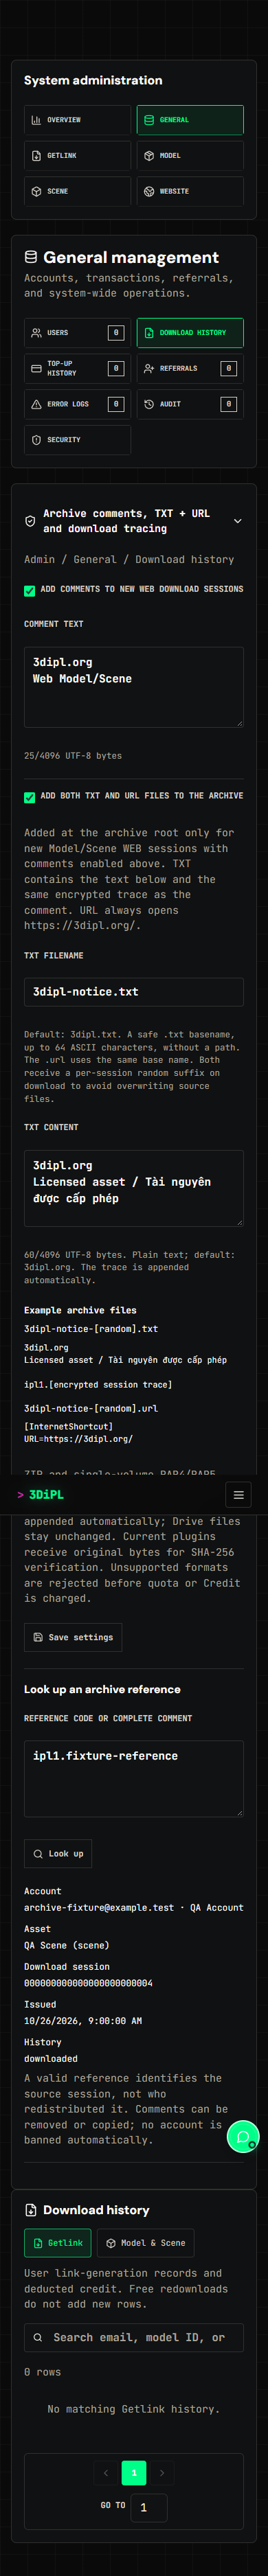 System administration
OVERVIEW
GENERAL
GETLINK
MODEL
SCENE
WEBSITE
General management
Accounts, transactions, referrals,
and system-wide operations.
USERS 0
DOWNLOAD HISTORY
TOP-UP
HISTORY 0
REFERRALS 0
ERROR LOGS 0
AUDIT 0
SECURITY
Archive comments, TXT + URL
and download tracing
Admin / General / Download history
ADD COMMENTS TO NEW WEB DOWNLOAD SESSIONS
COMMENT TEXT
3dipl.org
Web Model/Scene
25/4096 UTF-8 bytes
ADD BOTH TXT AND URL FILES TO THE ARCHIVE
Added at the archive root only for
new Model/Scene WEB sessions with
comments enabled above. TXT
contains the text below and the
same encrypted trace as the
comment. URL always opens
https://3dipl.org/.
TXT FILENAME
3dipl-notice.txt
Default: 3dipl.txt. A safe .txt basename,
up to 64 ASCII characters, without a path.
The .url uses the same base name. Both
receive a per-session random suffix on
download to avoid overwriting source
files.
TXT CONTENT
3dipl.org
Licensed asset / Tài nguyên
được cấp phép
60/4096 UTF-8 bytes. Plain text; default:
3dipl.org. The trace is appended
automatically.
Example archive files
3dipl-notice-[random].txt
3dipl.org
Licensed asset / Tài nguyên được cấp phép
ipl1.[encrypted session trace]
3dipl-notice-[random].url
[InternetShortcut]
URL=https://3dipl.org/
ZIP and single-volume RAR4/RAR5
> 3DiPL
appended automatically; Drive files
stay unchanged. Current plugins
receive original bytes for SHA-256
verification. Unsupported formats
are rejected before quota or Credit
is charged.
Save settings
Look up an archive reference
REFERENCE CODE OR COMPLETE COMMENT
ipl1.fixture-reference
Look up
Account
archive-fixture@example.test · QA Account
Asset
QA Scene (scene)
Download session
000000000000000000000004
Issued
10/26/2026, 9:00:00 AM
History
downloaded
A valid reference identifies the
source session, not who
redistributed it. Comments can be
removed or copied; no account is
banned automatically.
Download history
Getlink
Model & Scene
User link-generation records and
deducted credit. Free redownloads
do not add new rows.
Search email, model ID, or
0 rows
No matching Getlink history.
1
GO TO 1